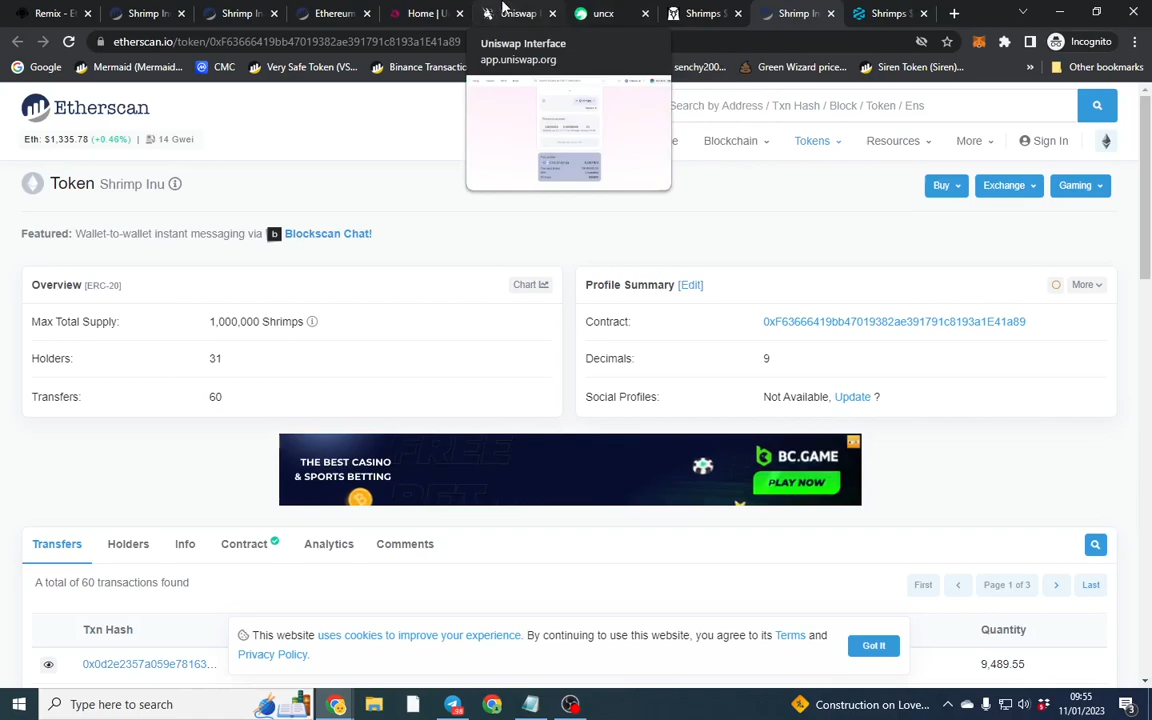 Remix - Et
Shrimp In
Shrimp In
Ethereum
Home | U
Uniswap I
uncx
Shrimps $
Shrimp In
Shrimps $
etherscan.io/token/0xF63666419bb47019382ae391791c8193a1E41a89
Incognito
Google
Mermaid (Mermaid...
CMC
Very Safe Token (VS...
Binance Transactio
senchy200...
Green Wizard price...
Siren Token (Siren)...
»
Other bookmarks
Uniswap Interface
app.uniswap.org
Etherscan
Eth: $1,335.78 (+0.46%) | 14 Gwei
Search by Address / Txn Hash / Block / Token / Ens
e
Blockchain
Tokens
Resources
More
Sign In
Token Shrimp Inu
Buy
Exchange
Gaming
Featured: Wallet-to-wallet instant messaging via b Blockscan Chat!
Overview [ERC-20]
Chart
Max Total Supply: 1,000,000 Shrimps
Holders: 31
Transfers: 60
Profile Summary [Edit]
More
Contract: 0xF63666419bb47019382ae391791c8193a1E41a89
Decimals: 9
Social Profiles: Not Available, Update ?
THE BEST CASINO
& SPORTS BETTING
FREE
BET
BC.GAME
PLAY NOW
Transfers
Holders
Info
Contract
Analytics
Comments
A total of 60 transactions found
First
Page 1 of 3
Last
Txn Hash
Quantity
0x0d2e2357a059e78163...
9,489.55
This website uses cookies to improve your experience. By continuing to use this website, you agree to its Terms and
Privacy Policy.
Got It
Type here to search
Construction on Love...
09:55
11/01/2023
3